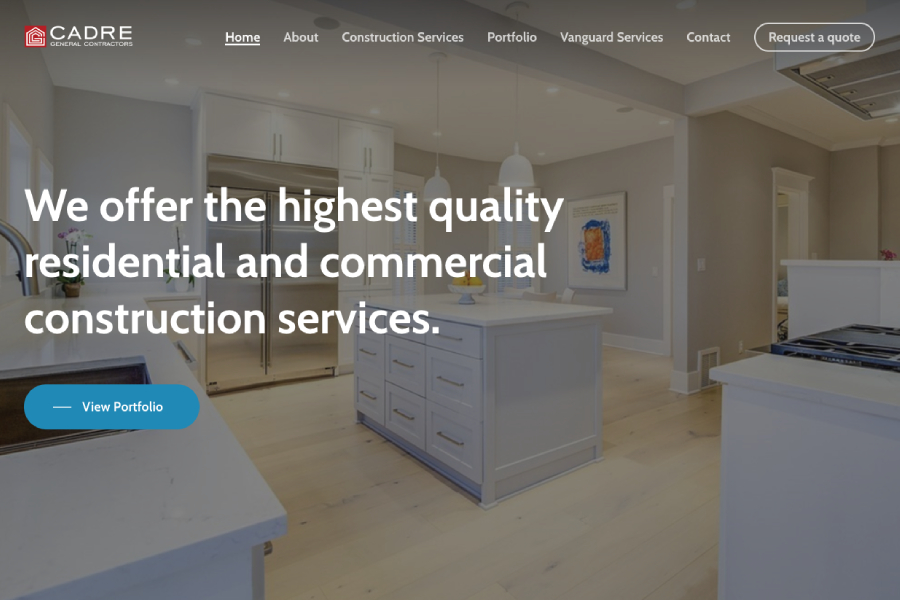 CADRE
GENERAL CONTRACTORS
Home
About
Construction Services
Portfolio
Vanguard Services
Contact
Request a quote
We offer the highest quality
residential and commercial
construction services.
View Portfolio